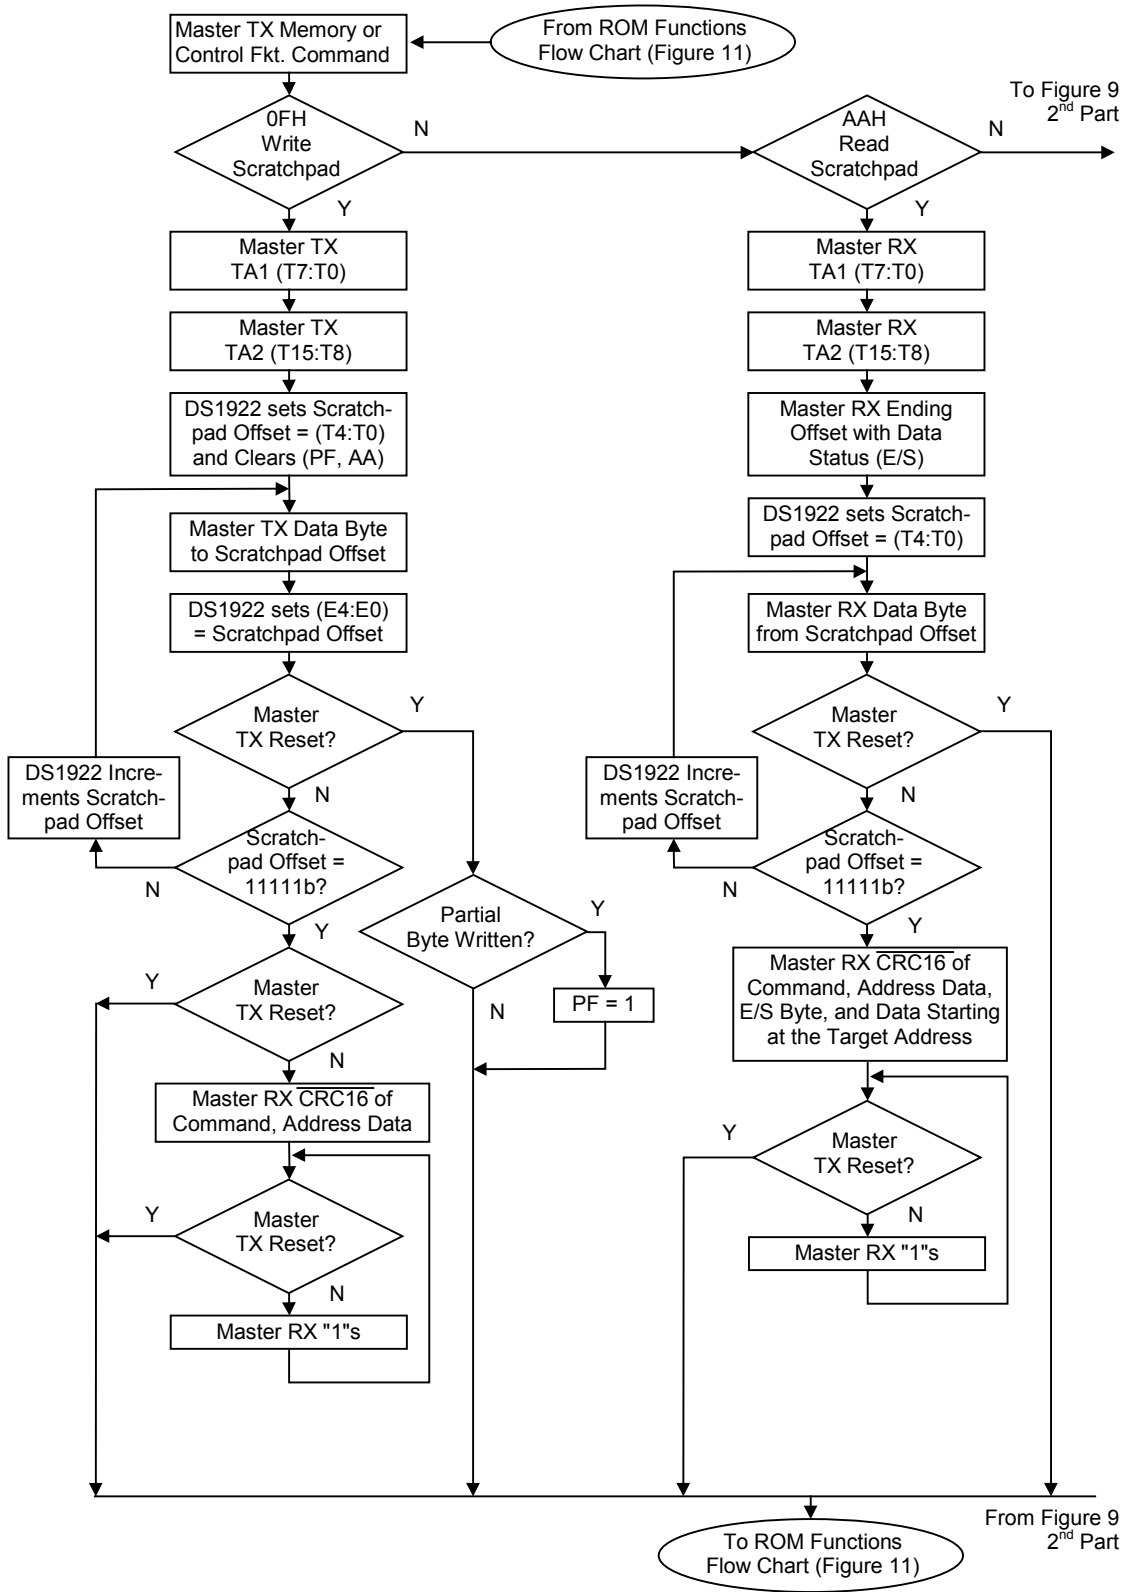 Master TX Memory or
Control Fkt. Command
From ROM Functions
Flow Chart (Figure 11)
To Figure 9
2nd Part
0FH
Write
Scratchpad
N
Y
AAH
Read
Scratchpad
N
Y
Master TX
TA1 (T7:T0)
Master TX
TA2 (T15:T8)
DS1922 sets Scratch-
pad Offset = (T4:T0)
and Clears (PF, AA)
Master TX Data Byte
to Scratchpad Offset
DS1922 sets (E4:E0)
= Scratchpad Offset
Master
TX Reset?
Y
N
DS1922 Incre-
ments Scratch-
pad Offset
Scratch-
pad Offset =
11111b?
N
Y
Partial
Byte Written?
Y
N
PF = 1
Master
TX Reset?
Y
N
Master RX CRC16 of
Command, Address Data
Master
TX Reset?
Y
N
Master RX "1"s
Master RX
TA1 (T7:T0)
Master RX
TA2 (T15:T8)
Master RX Ending
Offset with Data
Status (E/S)
DS1922 sets Scratch-
pad Offset = (T4:T0)
Master RX Data Byte
from Scratchpad Offset
Master
TX Reset?
Y
N
DS1922 Incre-
ments Scratch-
pad Offset
Scratch-
pad Offset =
11111b?
N
Y
Master RX CRC16 of
Command, Address Data,
E/S Byte, and Data Starting
at the Target Address
Master
TX Reset?
Y
N
Master RX "1"s
From Figure 9
2nd Part
To ROM Functions
Flow Chart (Figure 11)